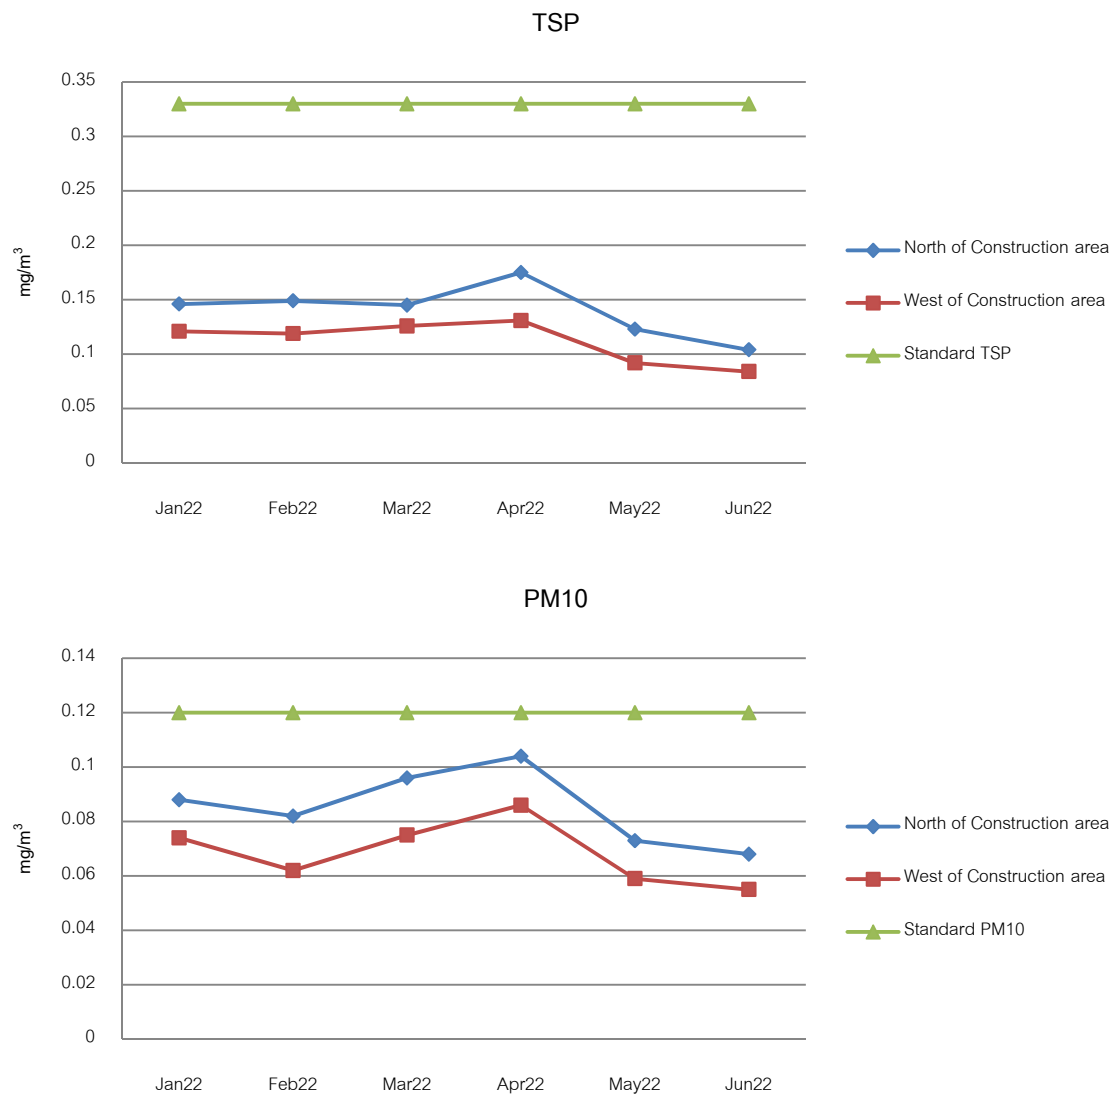 TSP
0.35
0.3
0.25
0.2
0.15
0.1
0.05
0
mg/m³
Jan22 Feb22 Mar22 Apr22 May22 Jun22
North of Construction area
West of Construction area
Standard TSP
PM10
0.14
0.12
0.1
0.08
0.06
0.04
0.02
0
mg/m³
Jan22 Feb22 Mar22 Apr22 May22 Jun22
North of Construction area
West of Construction area
Standard PM10